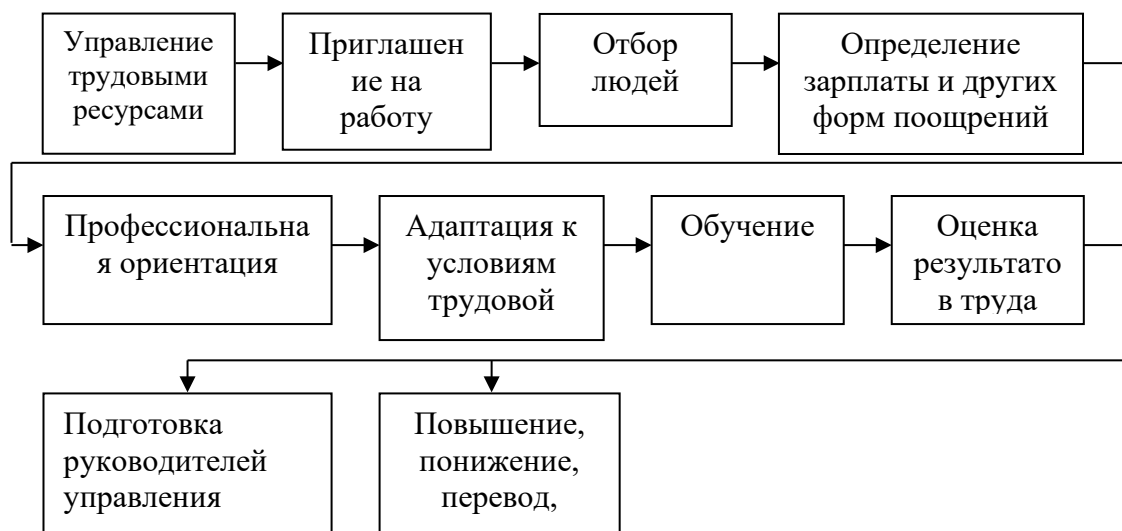 Управление
трудовыми
ресурсами
Приглашен
ие на
работу
Отбор
людей
Определение
зарплаты и других
форм поощрений
Профессиональна
я ориентация
Адаптация к
условиям
трудовой
Обучение
Оценка
результато
в труда
Подготовка
руководителей
управления
Повышение,
понижение,
перевод,